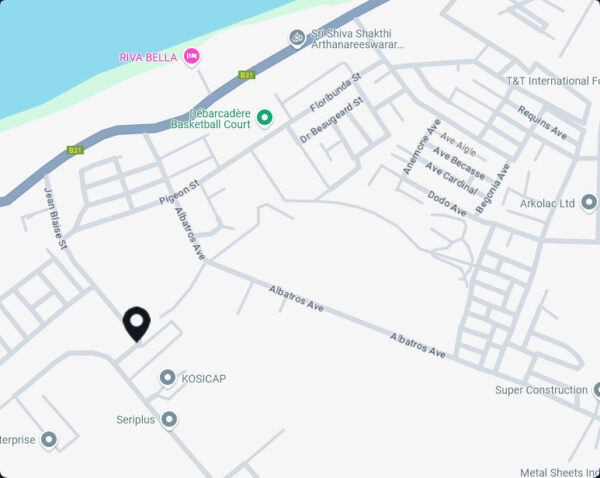 Sri Shiva Shakthi
Arthanareeswarar...
RIVA BELLA
B31
T&T International Fo
Floribunda St
Débarcadère
Basketball Court
Requins Ave
Dr Beaugeard St
Anemone Ave
Ave Aigle
B31
Ave Becasse
Ave Cardinal
Pigeon St
Begonia Ave
Dodo Ave
Arkolac Ltd
Jean Blaise St
Albatros Ave
Albatros Ave
Albatros Ave
KOSICAP
Super Construction
Seriplus
terprise
Metal Sheets Ind